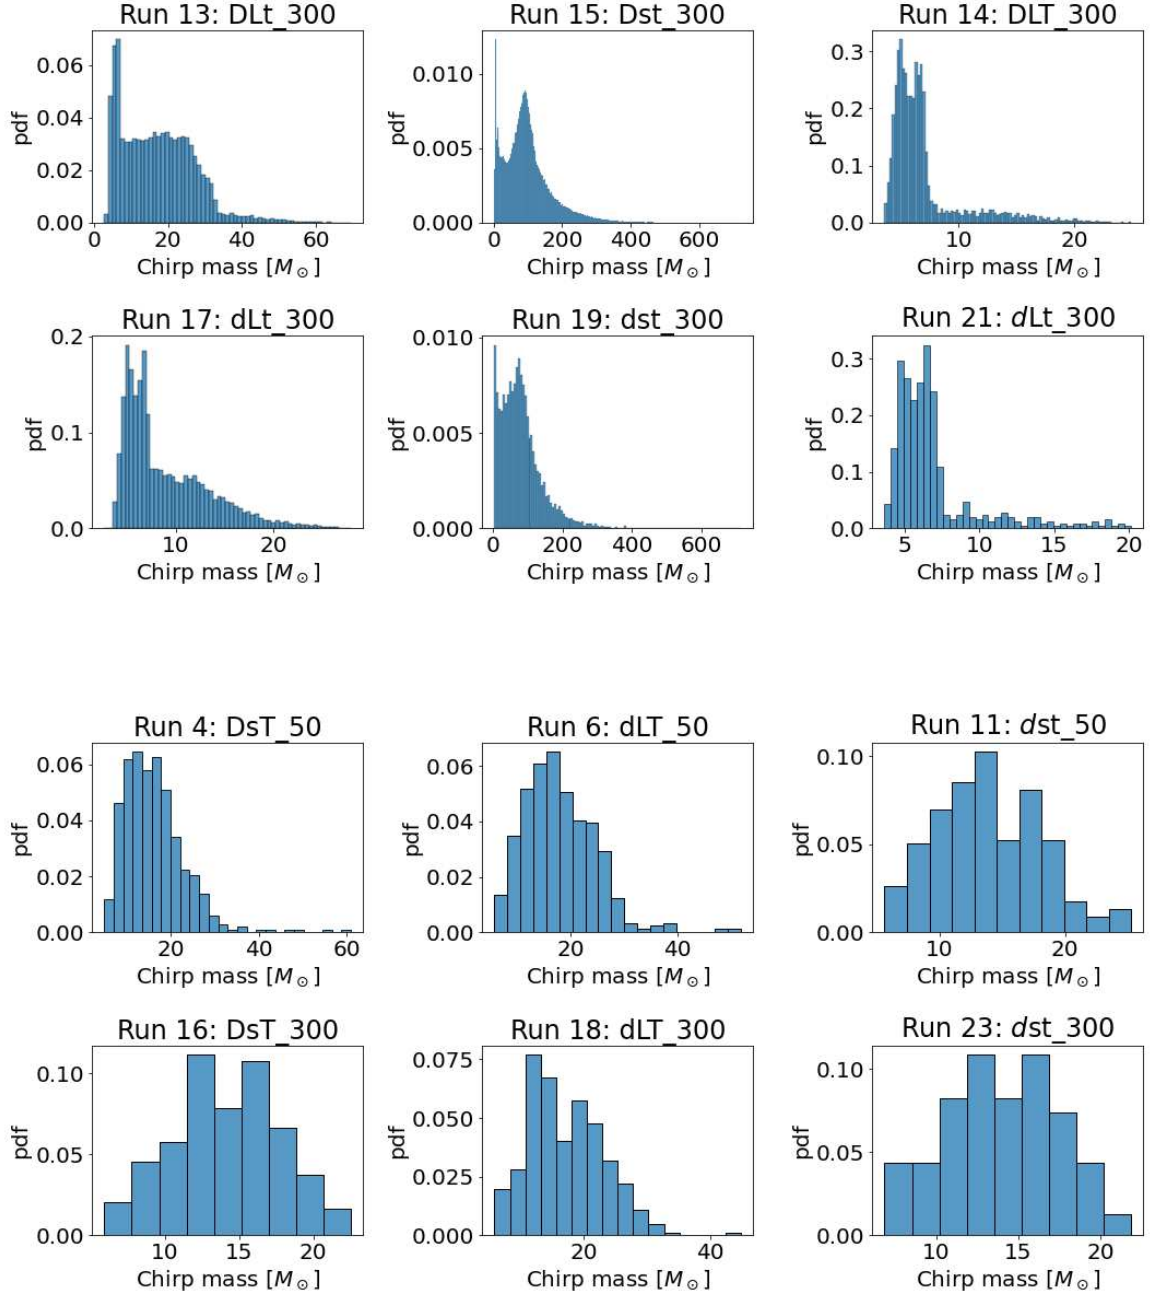 Run 13: DLt_300
Run 15: Dst_300
Run 14: DLT_300
pdf
0.06
0.04
0.02
0.00
0 20 40 60
Chirp mass [M⊙]
pdf
0.010
0.005
0.000
0 200 400 600
Chirp mass [M⊙]
pdf
0.3
0.2
0.1
0.0
10 20
Chirp mass [M⊙]
Run 17: dLt_300
Run 19: dst_300
Run 21: dLt_300
pdf
0.2
0.1
0.0
10 20
Chirp mass [M⊙]
pdf
0.010
0.005
0.000
0 200 400 600
Chirp mass [M⊙]
pdf
0.3
0.2
0.1
0.0
5 10 15 20
Chirp mass [M⊙]
Run 4: DsT_50
Run 6: dLT_50
Run 11: dst_50
pdf
0.06
0.04
0.02
0.00
20 40 60
Chirp mass [M⊙]
pdf
0.06
0.04
0.02
0.00
20 40
Chirp mass [M⊙]
pdf
0.10
0.05
0.00
10 20
Chirp mass [M⊙]
Run 16: DsT_300
Run 18: dLT_300
Run 23: dst_300
pdf
0.10
0.05
0.00
10 15 20
Chirp mass [M⊙]
pdf
0.075
0.050
0.025
0.000
20 40
Chirp mass [M⊙]
pdf
0.10
0.05
0.00
10 15 20
Chirp mass [M⊙]